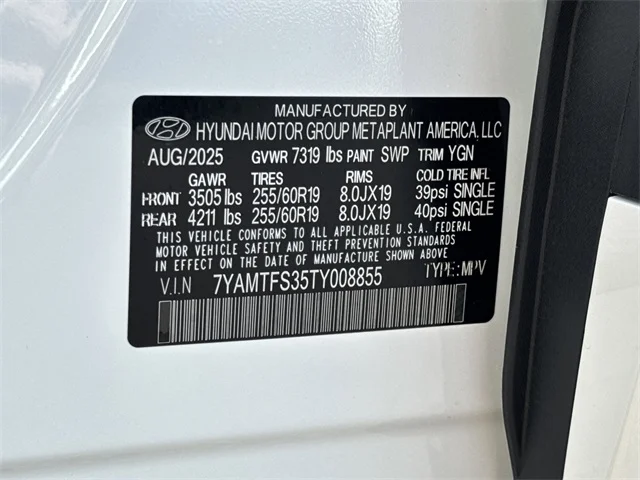 MANUFACTURED BY
HYUNDAI MOTOR GROUP METAPLANT AMERICA, LLC
AUG/2025 GVWR 7319 lbs PAINT SWP TRIM YGN
GAWR TIRES RIMS COLD TIRE INFL
FRONT 3505 lbs 255/60R19 8.0JX19 39psi SINGLE
REAR 4211 lbs 255/60R19 8.0JX19 40psi SINGLE
THIS VEHICLE CONFORMS TO ALL APPLICABLE U.S.A. FEDERAL
MOTOR VEHICLE SAFETY AND THEFT PREVENTION STANDARDS
IN EFFECT ON THE DATE OF MANUFACTURE SHOWN ABOVE.
V.I.N 7YAMTFS35TY008855 TYPE:MPV